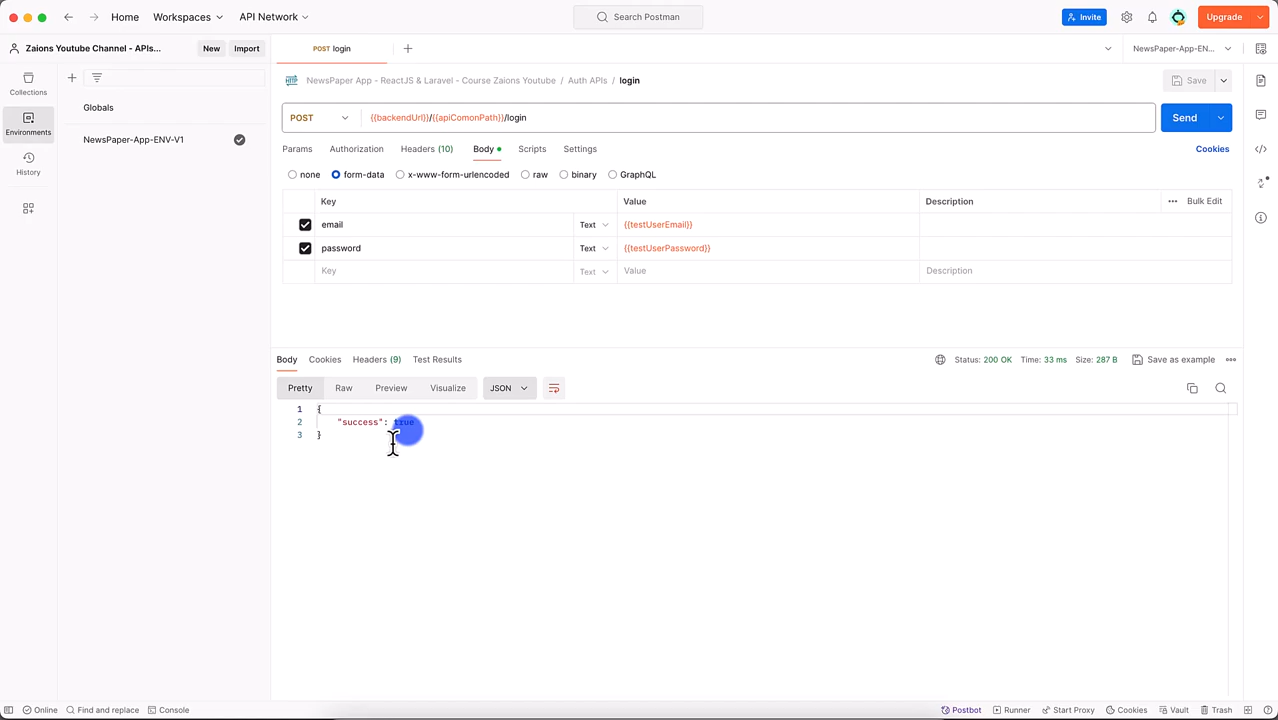 Home
Workspaces
API Network
Search Postman
Invite
Upgrade
Zaions Youtube Channel - APIs...
New
Import
POST login
NewsPaper-App-EN...
Collections
Environments
History
Globals
NewsPaper-App-ENV-V1
NewsPaper App - ReactJS & Laravel - Course Zaions Youtube / Auth APIs / login
Save
POST
{{backendUrl}}/{{apiComonPath}}/login
Send
Params
Authorization
Headers (10)
Body
Scripts
Settings
Cookies
none
form-data
x-www-form-urlencoded
raw
binary
GraphQL
Key
Value
Description
Bulk Edit
email
Text
{{testUserEmail}}
password
Text
{{testUserPassword}}
Key
Text
Value
Description
Body
Cookies
Headers (9)
Test Results
Status: 200 OK
Time: 33 ms
Size: 287 B
Save as example
Pretty
Raw
Preview
Visualize
JSON
1 {
2 "success": true
3 }
Online
Find and replace
Console
Postbot
Runner
Start Proxy
Cookies
Vault
Trash